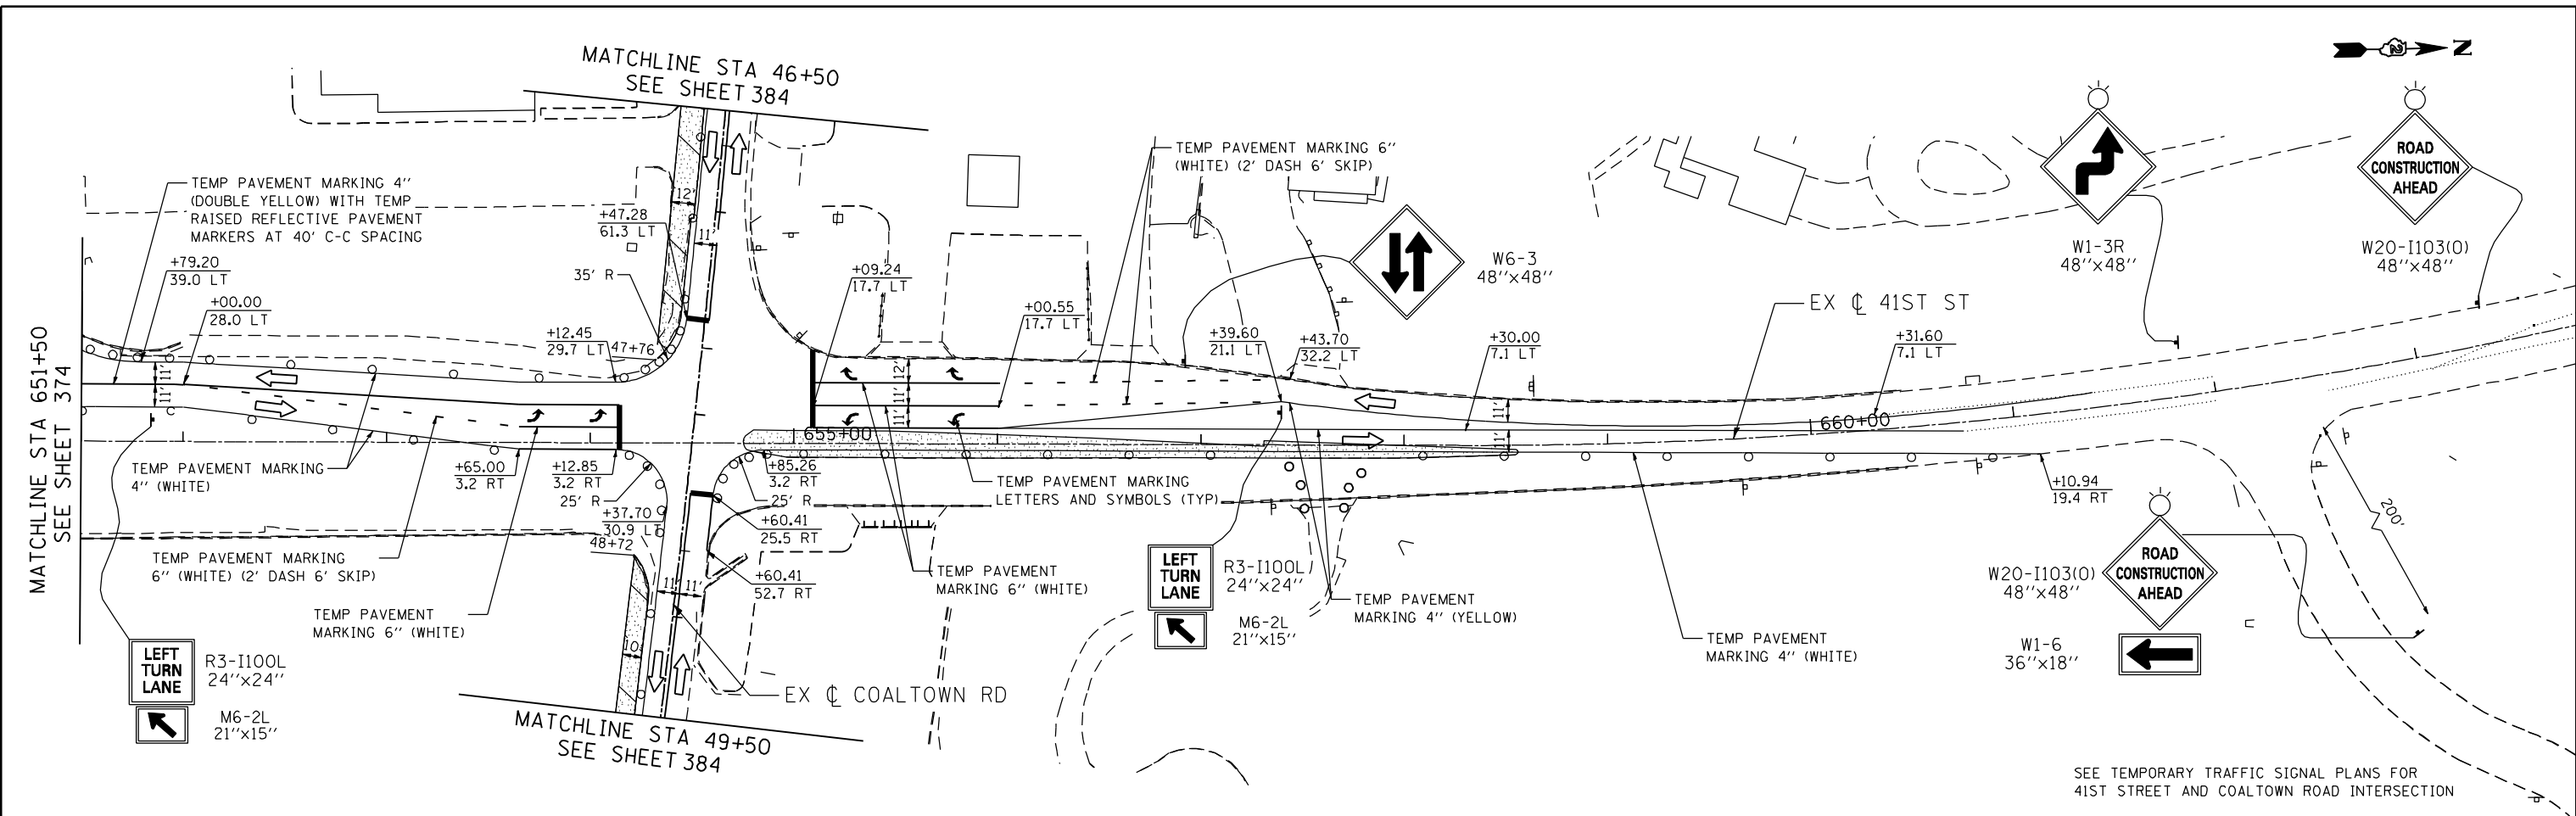 MATCHLINE STA 46+50
SEE SHEET 384
2
N
TEMP PAVEMENT MARKING 6"
(WHITE) (2' DASH 6' SKIP)
TEMP PAVEMENT MARKING 4"
(DOUBLE YELLOW) WITH TEMP
RAISED REFLECTIVE PAVEMENT
MARKERS AT 40' C-C SPACING
ROAD
CONSTRUCTION
AHEAD
W1-3R
48"x48"
W20-I103(O)
48"x48"
W6-3
48"x48"
12'
11'
+47.28
61.3 LT
35' R
+79.20
39.0 LT
+00.00
28.0 LT
+12.45
29.7 LT
47+76
+09.24
17.7 LT
+00.55
17.7 LT
+39.60
21.1 LT
+43.70
32.2 LT
+30.00
7.1 LT
EX ℄ 41ST ST
+31.60
7.1 LT
MATCHLINE STA 651+50
SEE SHEET 374
11'
11'
12'
11'
11'
11'
11'
655+00
660+00
TEMP PAVEMENT MARKING
4" (WHITE)
+65.00
3.2 RT
+12.85
3.2 RT
25' R
+85.26
3.2 RT
25' R
TEMP PAVEMENT MARKING
LETTERS AND SYMBOLS (TYP)
+10.94
19.4 RT
200'
+37.70
30.9 LT
48+72
+60.41
25.5 RT
+60.41
52.7 RT
11'
11'
10'
TEMP PAVEMENT MARKING
6" (WHITE) (2' DASH 6' SKIP)
TEMP PAVEMENT
MARKING 6" (WHITE)
TEMP PAVEMENT
MARKING 6" (WHITE)
LEFT
TURN
LANE
R3-I100L
24"x24"
M6-2L
21"x15"
TEMP PAVEMENT
MARKING 4" (YELLOW)
TEMP PAVEMENT
MARKING 4" (WHITE)
W20-I103(O)
48"x48"
ROAD
CONSTRUCTION
AHEAD
W1-6
36"x18"
LEFT
TURN
LANE
R3-I100L
24"x24"
M6-2L
21"x15"
EX ℄ COALTOWN RD
MATCHLINE STA 49+50
SEE SHEET 384
SEE TEMPORARY TRAFFIC SIGNAL PLANS FOR
41ST STREET AND COALTOWN ROAD INTERSECTION